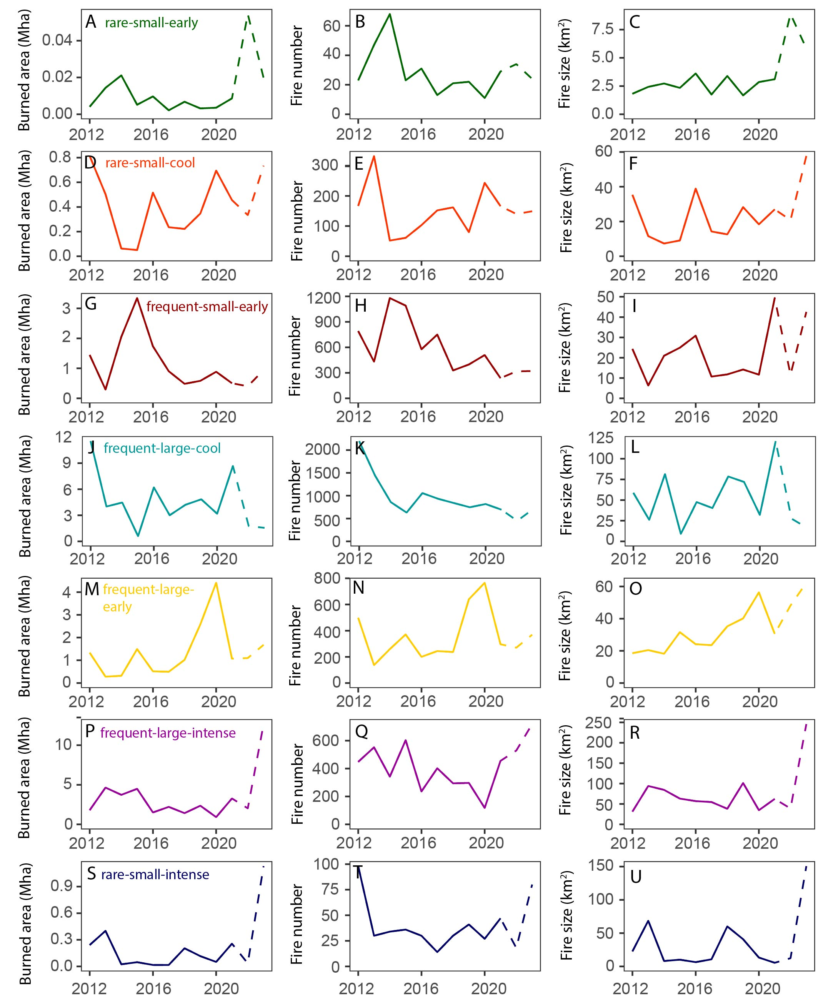 A rare-small-early
Burned area (Mha)
0.04
0.02
0.00
2012 2016 2020
B
Fire number
60
40
20
0
2012 2016 2020
C
Fire size (km²)
7.5
5.0
2.5
0.0
2012 2016 2020
D rare-small-cool
Burned area (Mha)
0.8
0.6
0.4
0.2
0.0
2012 2016 2020
E
Fire number
300
200
100
0
2012 2016 2020
F
Fire size (km²)
60
40
20
0
2012 2016 2020
G frequent-small-early
Burned area (Mha)
3
2
1
0
2012 2016 2020
H
Fire number
1200
900
600
300
0
2012 2016 2020
I
Fire size (km²)
50
40
30
20
10
0
2012 2016 2020
J frequent-large-cool
Burned area (Mha)
12
9
6
3
0
2012 2016 2020
K
Fire number
2000
1500
1000
500
0
2012 2016 2020
L
Fire size (km²)
125
100
75
50
25
0
2012 2016 2020
M frequent-large-
early
Burned area (Mha)
4
3
2
1
0
2012 2016 2020
N
Fire number
800
600
400
200
0
2012 2016 2020
O
Fire size (km²)
60
40
20
0
2012 2016 2020
P frequent-large-intense
Burned area (Mha)
10
5
0
2012 2016 2020
Q
Fire number
600
400
200
0
2012 2016 2020
R
Fire size (km²)
250
200
150
100
50
0
2012 2016 2020
S rare-small-intense
Burned area (Mha)
0.9
0.6
0.3
0.0
2012 2016 2020
T
Fire number
100
75
50
25
0
2012 2016 2020
U
Fire size (km²)
150
100
50
0
2012 2016 2020